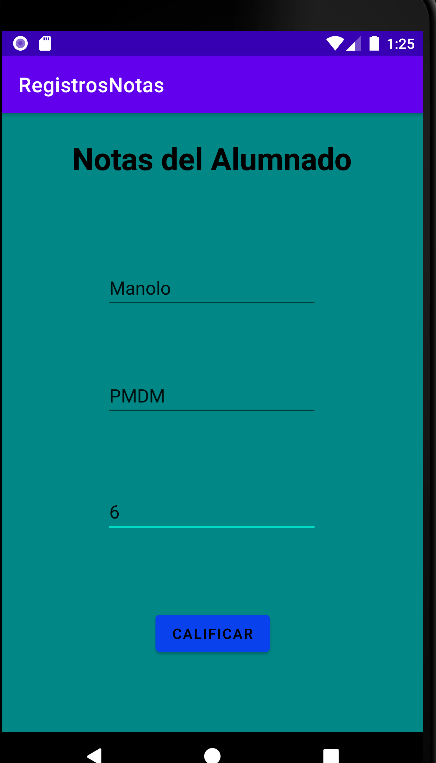 1:25
RegistrosNotas
Notas del Alumnado
Manolo
PMDM
6
CALIFICAR